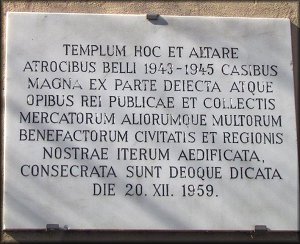 TEMPLUM HOC ET ALTARE
ATROCIBUS BELLI 1943-1945 CASIBUS
MAGNA EX PARTE DEIECTA ATQUE
OPIBUS REI PUBLICAE ET COLLECTIS
MERCATORUM ALIORUMQUE MULTORUM
BENEFACTORUM CIVITATIS ET REGIONIS
NOSTRAE ITERUM AEDIFICATA,
CONSECRATA SUNT DEOQUE DICATA
DIE 20. XII. 1959.